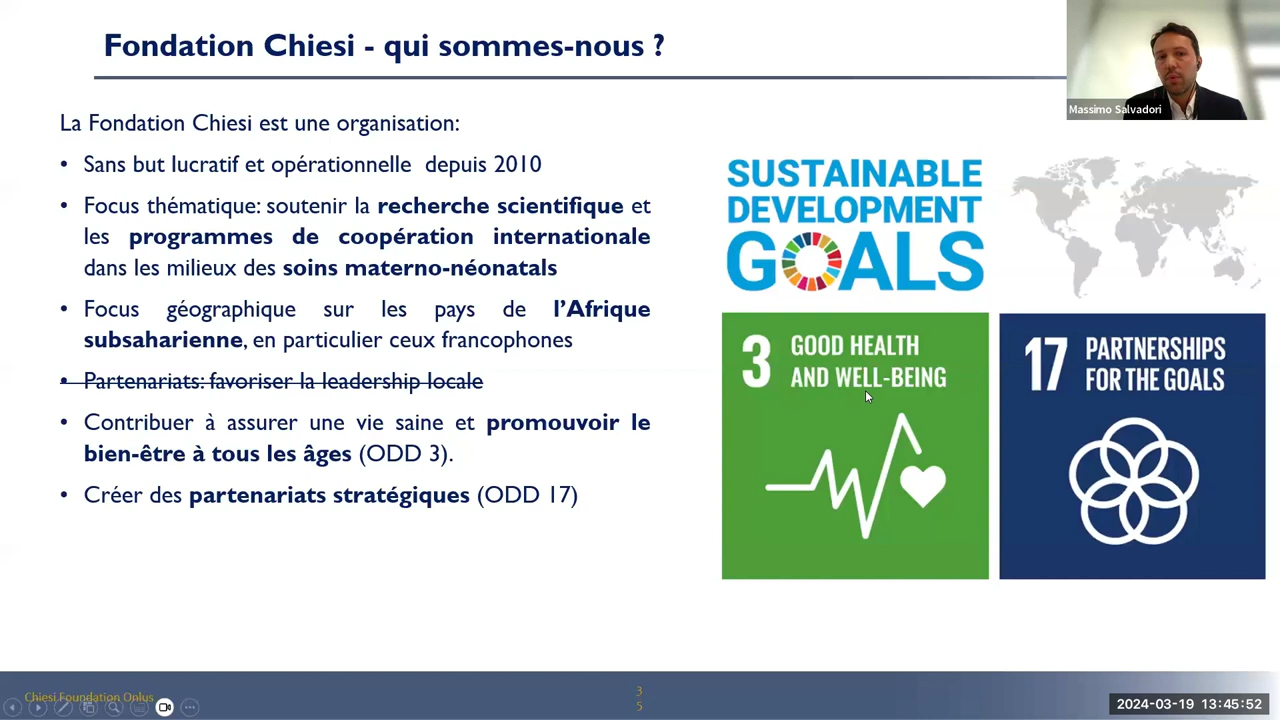 Fondation Chiesi - qui sommes-nous ?
Massimo Salvadori
La Fondation Chiesi est une organisation:
• Sans but lucratif et opérationnelle depuis 2010
• Focus thématique: soutenir la recherche scientifique et
les programmes de coopération internationale
dans les milieux des soins materno-néonatals
• Focus géographique sur les pays de l’Afrique
subsaharienne, en particulier ceux francophones
• Partenariats: favoriser la leadership locale
• Contribuer à assurer une vie saine et promouvoir le
bien-être à tous les âges (ODD 3).
• Créer des partenariats stratégiques (ODD 17)
SUSTAINABLE
DEVELOPMENT
GOALS
3 GOOD HEALTH
AND WELL-BEING
17 PARTNERSHIPS
FOR THE GOALS
Chiesi Foundation Onlus
3
5
2024-03-19 13:45:52